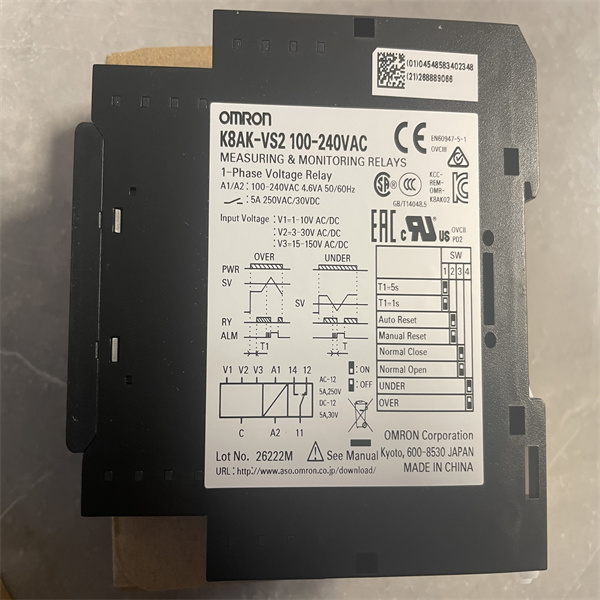 (01)04548583402348
(21)288889066
OMRON
K8AK-VS2 100-240VAC
MEASURING & MONITORING RELAYS
1-Phase Voltage Relay
A1/A2 : 100-240VAC 4.6VA 50/60Hz
: 5A 250VAC/30VDC
Input Voltage : V1=1-10V AC/DC
: V2=3-30V AC/DC
: V3=15-150V AC/DC
CE
EN60947-5-1
OVCIII
KCC-
REM-
OMR-
K8AK02
GB/T14048.5
EAC
c UR US
OVCII
PD2
OVER UNDER
PWR
SV
SV
RY
ALM
T1 T1
SW
1 2 3 4
T1=5s
T1=1s
Auto Reset
Manual Reset
Normal Close
Normal Open
UNDER
OVER
V1 V2 V3 A1 14 12
C A2 11
AC-12
5A,250V
DC-12
5A,30V
: ON
: OFF
Lot No. 26222M
See Manual
URL : http://www.aso.omron.co.jp/download/
OMRON Corporation
Kyoto, 600-8530 JAPAN
MADE IN CHINA